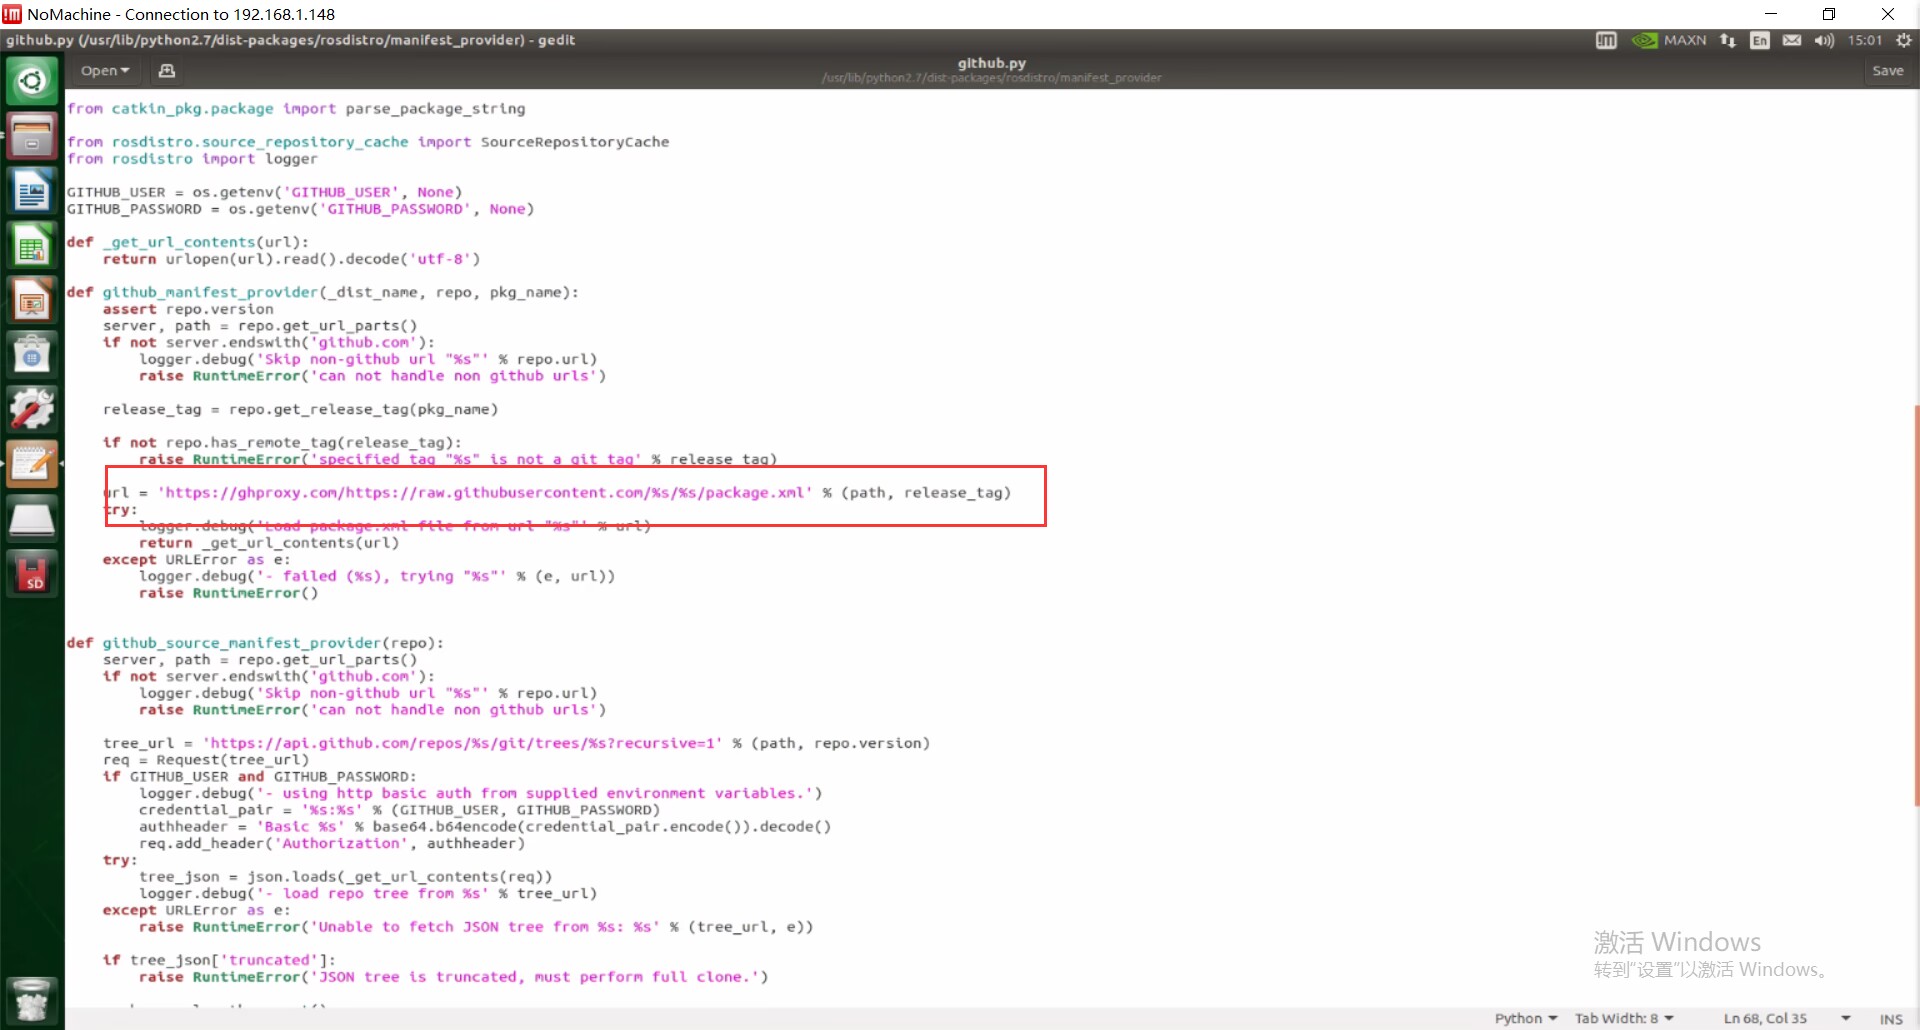 NoMachine - Connection to 192.168.1.148
github.py (/usr/lib/python2.7/dist-packages/rosdistro/manifest_provider) - gedit
MAXN
En
15:01
Open
github.py
/usr/lib/python2.7/dist-packages/rosdistro/manifest_provider
Save
from catkin_pkg.package import parse_package_string
from rosdistro.source_repository_cache import SourceRepositoryCache
from rosdistro import logger
GITHUB_USER = os.getenv('GITHUB_USER', None)
GITHUB_PASSWORD = os.getenv('GITHUB_PASSWORD', None)
def _get_url_contents(url):
    return urlopen(url).read().decode('utf-8')
def github_manifest_provider(_dist_name, repo, pkg_name):
    assert repo.version
    server, path = repo.get_url_parts()
    if not server.endswith('github.com'):
        logger.debug('Skip non-github url "%s"' % repo.url)
        raise RuntimeError('can not handle non github urls')
    release_tag = repo.get_release_tag(pkg_name)
    if not repo.has_remote_tag(release_tag):
        raise RuntimeError('specified tag "%s" is not a git tag' % release_tag)
    url = 'https://ghproxy.com/https://raw.githubusercontent.com/%s/%s/package.xml' % (path, release_tag)
    try:
        logger.debug('Load package.xml file from url "%s"' % url)
        return _get_url_contents(url)
    except URLError as e:
        logger.debug('- failed (%s), trying "%s"' % (e, url))
        raise RuntimeError()
def github_source_manifest_provider(repo):
    server, path = repo.get_url_parts()
    if not server.endswith('github.com'):
        logger.debug('Skip non-github url "%s"' % repo.url)
        raise RuntimeError('can not handle non github urls')
    tree_url = 'https://api.github.com/repos/%s/git/trees/%s?recursive=1' % (path, repo.version)
    req = Request(tree_url)
    if GITHUB_USER and GITHUB_PASSWORD:
        logger.debug('- using http basic auth from supplied environment variables.')
        credential_pair = '%s:%s' % (GITHUB_USER, GITHUB_PASSWORD)
        authheader = 'Basic %s' % base64.b64encode(credential_pair.encode()).decode()
        req.add_header('Authorization', authheader)
    try:
        tree_json = json.loads(_get_url_contents(req))
        logger.debug('- load repo tree from %s' % tree_url)
    except URLError as e:
        raise RuntimeError('Unable to fetch JSON tree from %s: %s' % (tree_url, e))
    if tree_json['truncated']:
        raise RuntimeError('JSON tree is truncated, must perform full clone.')
SD
激活 Windows
转到"设置"以激活 Windows。
Python
Tab Width: 8
Ln 68, Col 35
INS